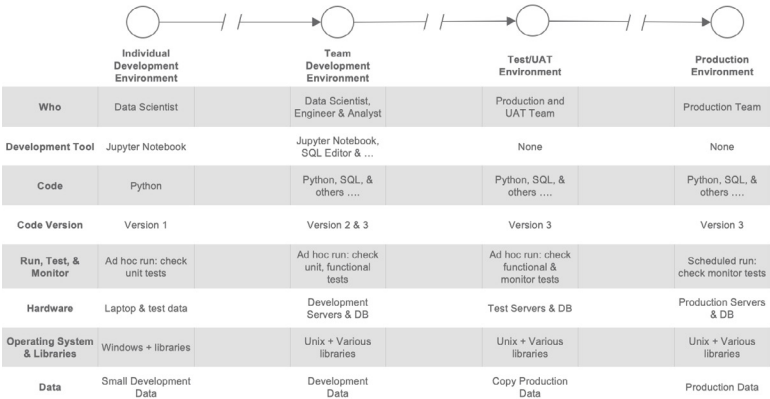 Individual
Development
Environment
Team
Development
Environment
Test/UAT
Environment
Production
Environment
Who
Data Scientist
Data Scientist,
Engineer & Analyst
Production and
UAT Team
Production Team
Development Tool
Jupyter Notebook
Jupyter Notebook,
SQL Editor & ...
None
None
Code
Python
Python, SQL, &
others ....
Python, SQL, &
others ....
Python, SQL, &
others ....
Code Version
Version 1
Version 2 & 3
Version 3
Version 3
Run, Test, &
Monitor
Ad hoc run: check
unit tests
Ad hoc run: check
unit, functional
tests
Ad hoc run: check
functional &
monitor tests
Scheduled run:
check monitor tests
Hardware
Laptop & test data
Development
Servers & DB
Test Servers & DB
Production Servers
& DB
Operating System
& Libraries
Windows + libraries
Unix + Various
libraries
Unix + Various
libraries
Unix + Various
libraries
Data
Small Development
Data
Development
Data
Copy Production
Data
Production Data